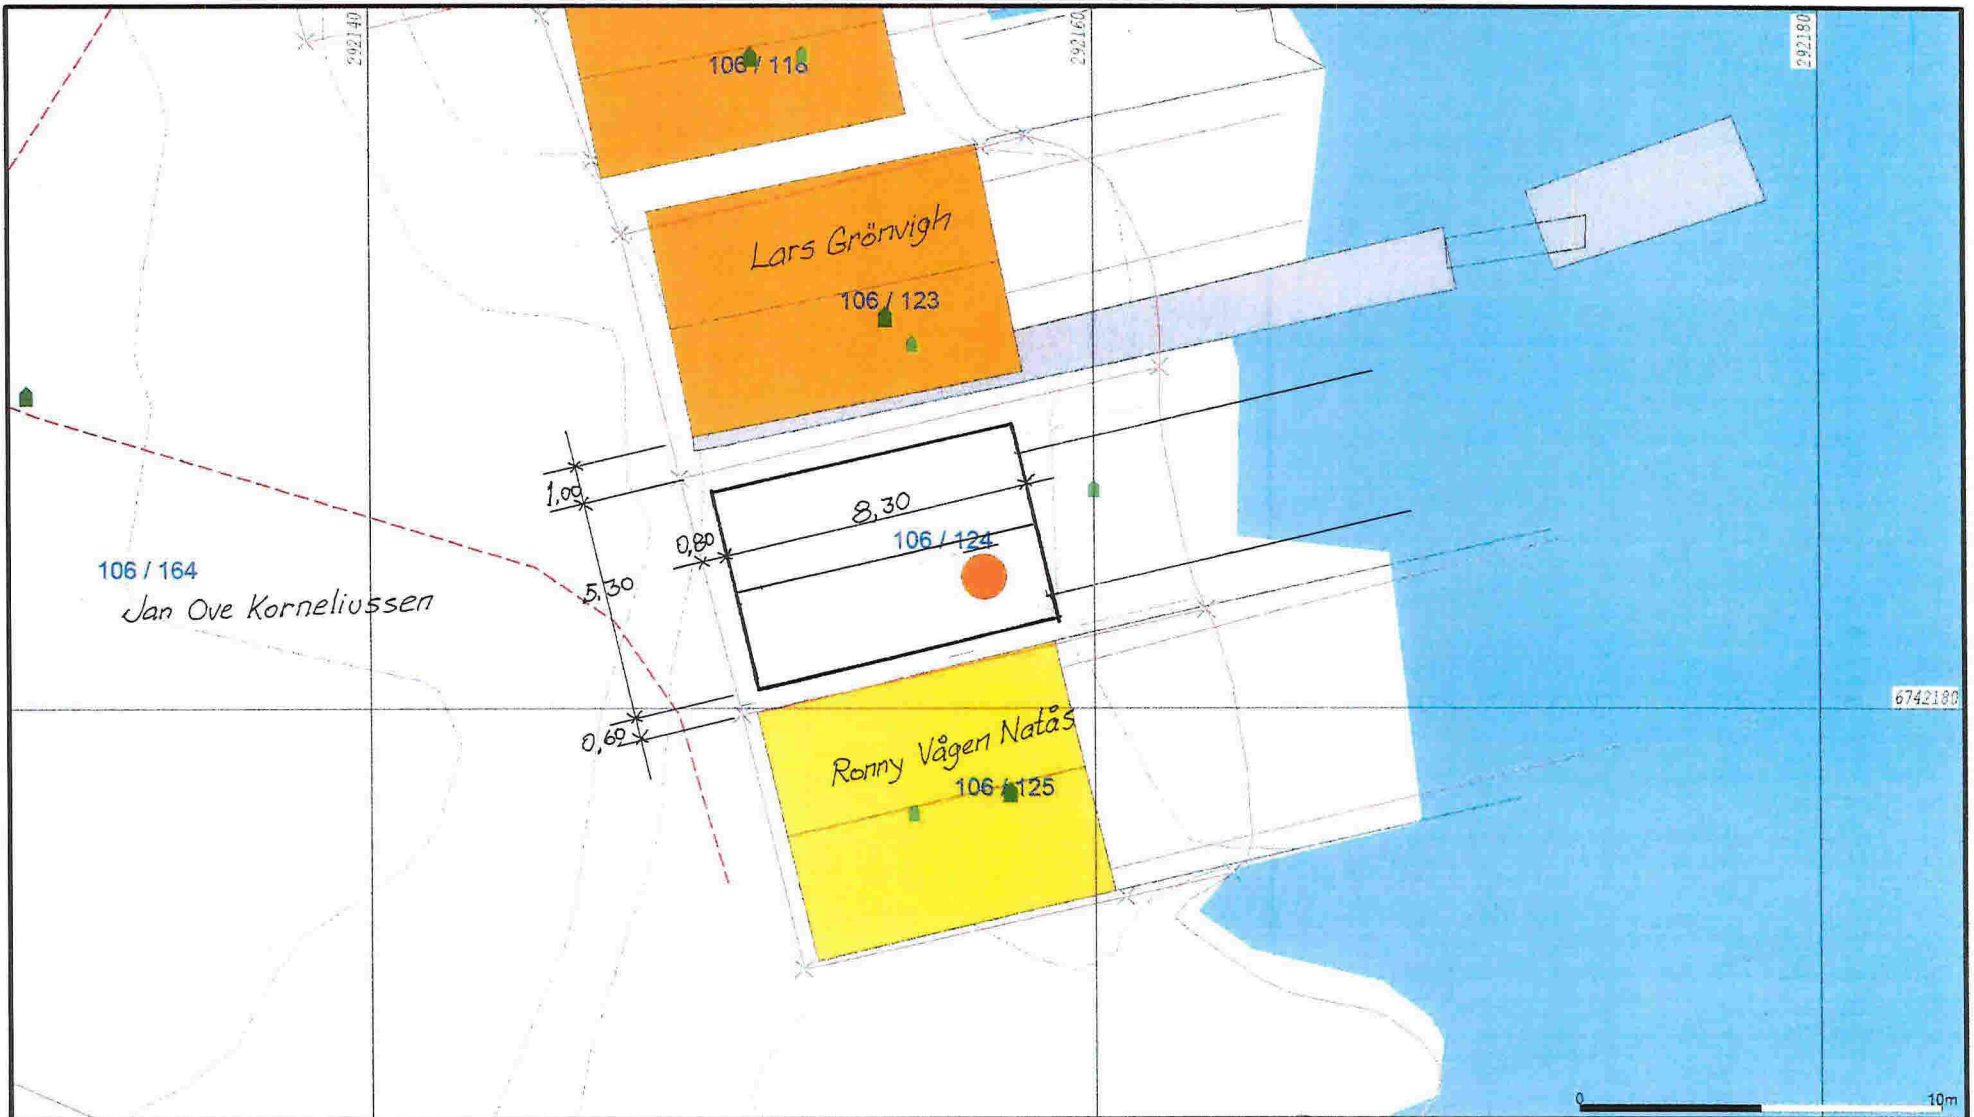 292140
292160
292180
106 / 116
Lars Grönvigh
106 / 123
1,00
8,30
0,80
106 / 124
106 / 164
5,30
Jan Ove Korneliussen
6742180
0,60
Ronny Vågen Natås
106 / 125
0
10m